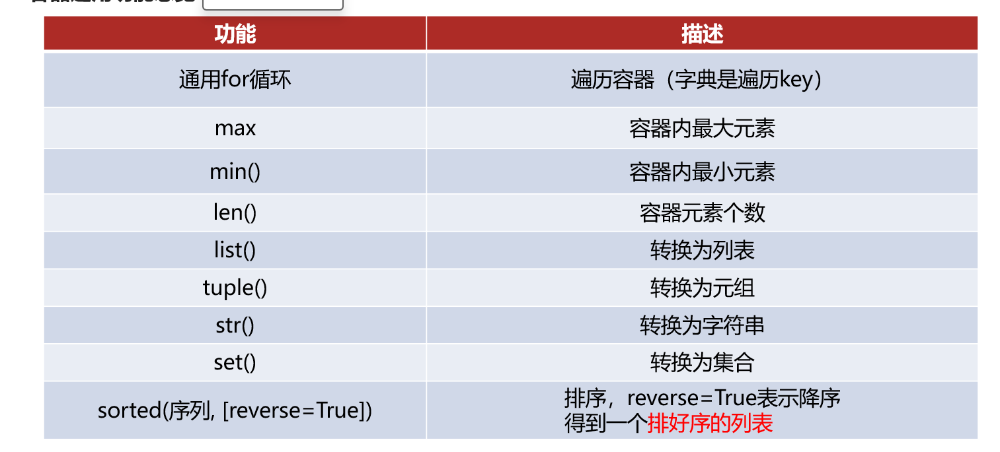 功能 描述
通用for循环 遍历容器（字典是遍历key）
max 容器内最大元素
min() 容器内最小元素
len() 容器元素个数
list() 转换为列表
tuple() 转换为元组
str() 转换为字符串
set() 转换为集合
sorted(序列, [reverse=True]) 排序，reverse=True表示降序
得到一个排好序的列表